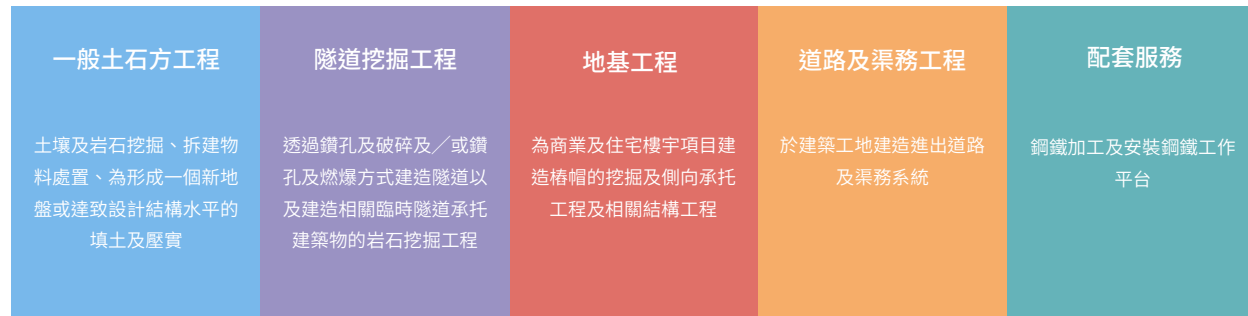 一般土石方工程
土壤及岩石挖掘、拆建物
料處置、為形成一個新地
盤或達致設計結構水平的
填土及壓實
隧道挖掘工程
透過鑽孔及破碎及╱或鑽
孔及燃爆方式建造隧道以
及建造相關臨時隧道承托
建築物的岩石挖掘工程
地基工程
為商業及住宅樓宇項目建
造樁帽的挖掘及側向承托
工程及相關結構工程
道路及渠務工程
於建築工地建造進出道路
及渠務系統
配套服務
鋼鐵加工及安裝鋼鐵工作
平台